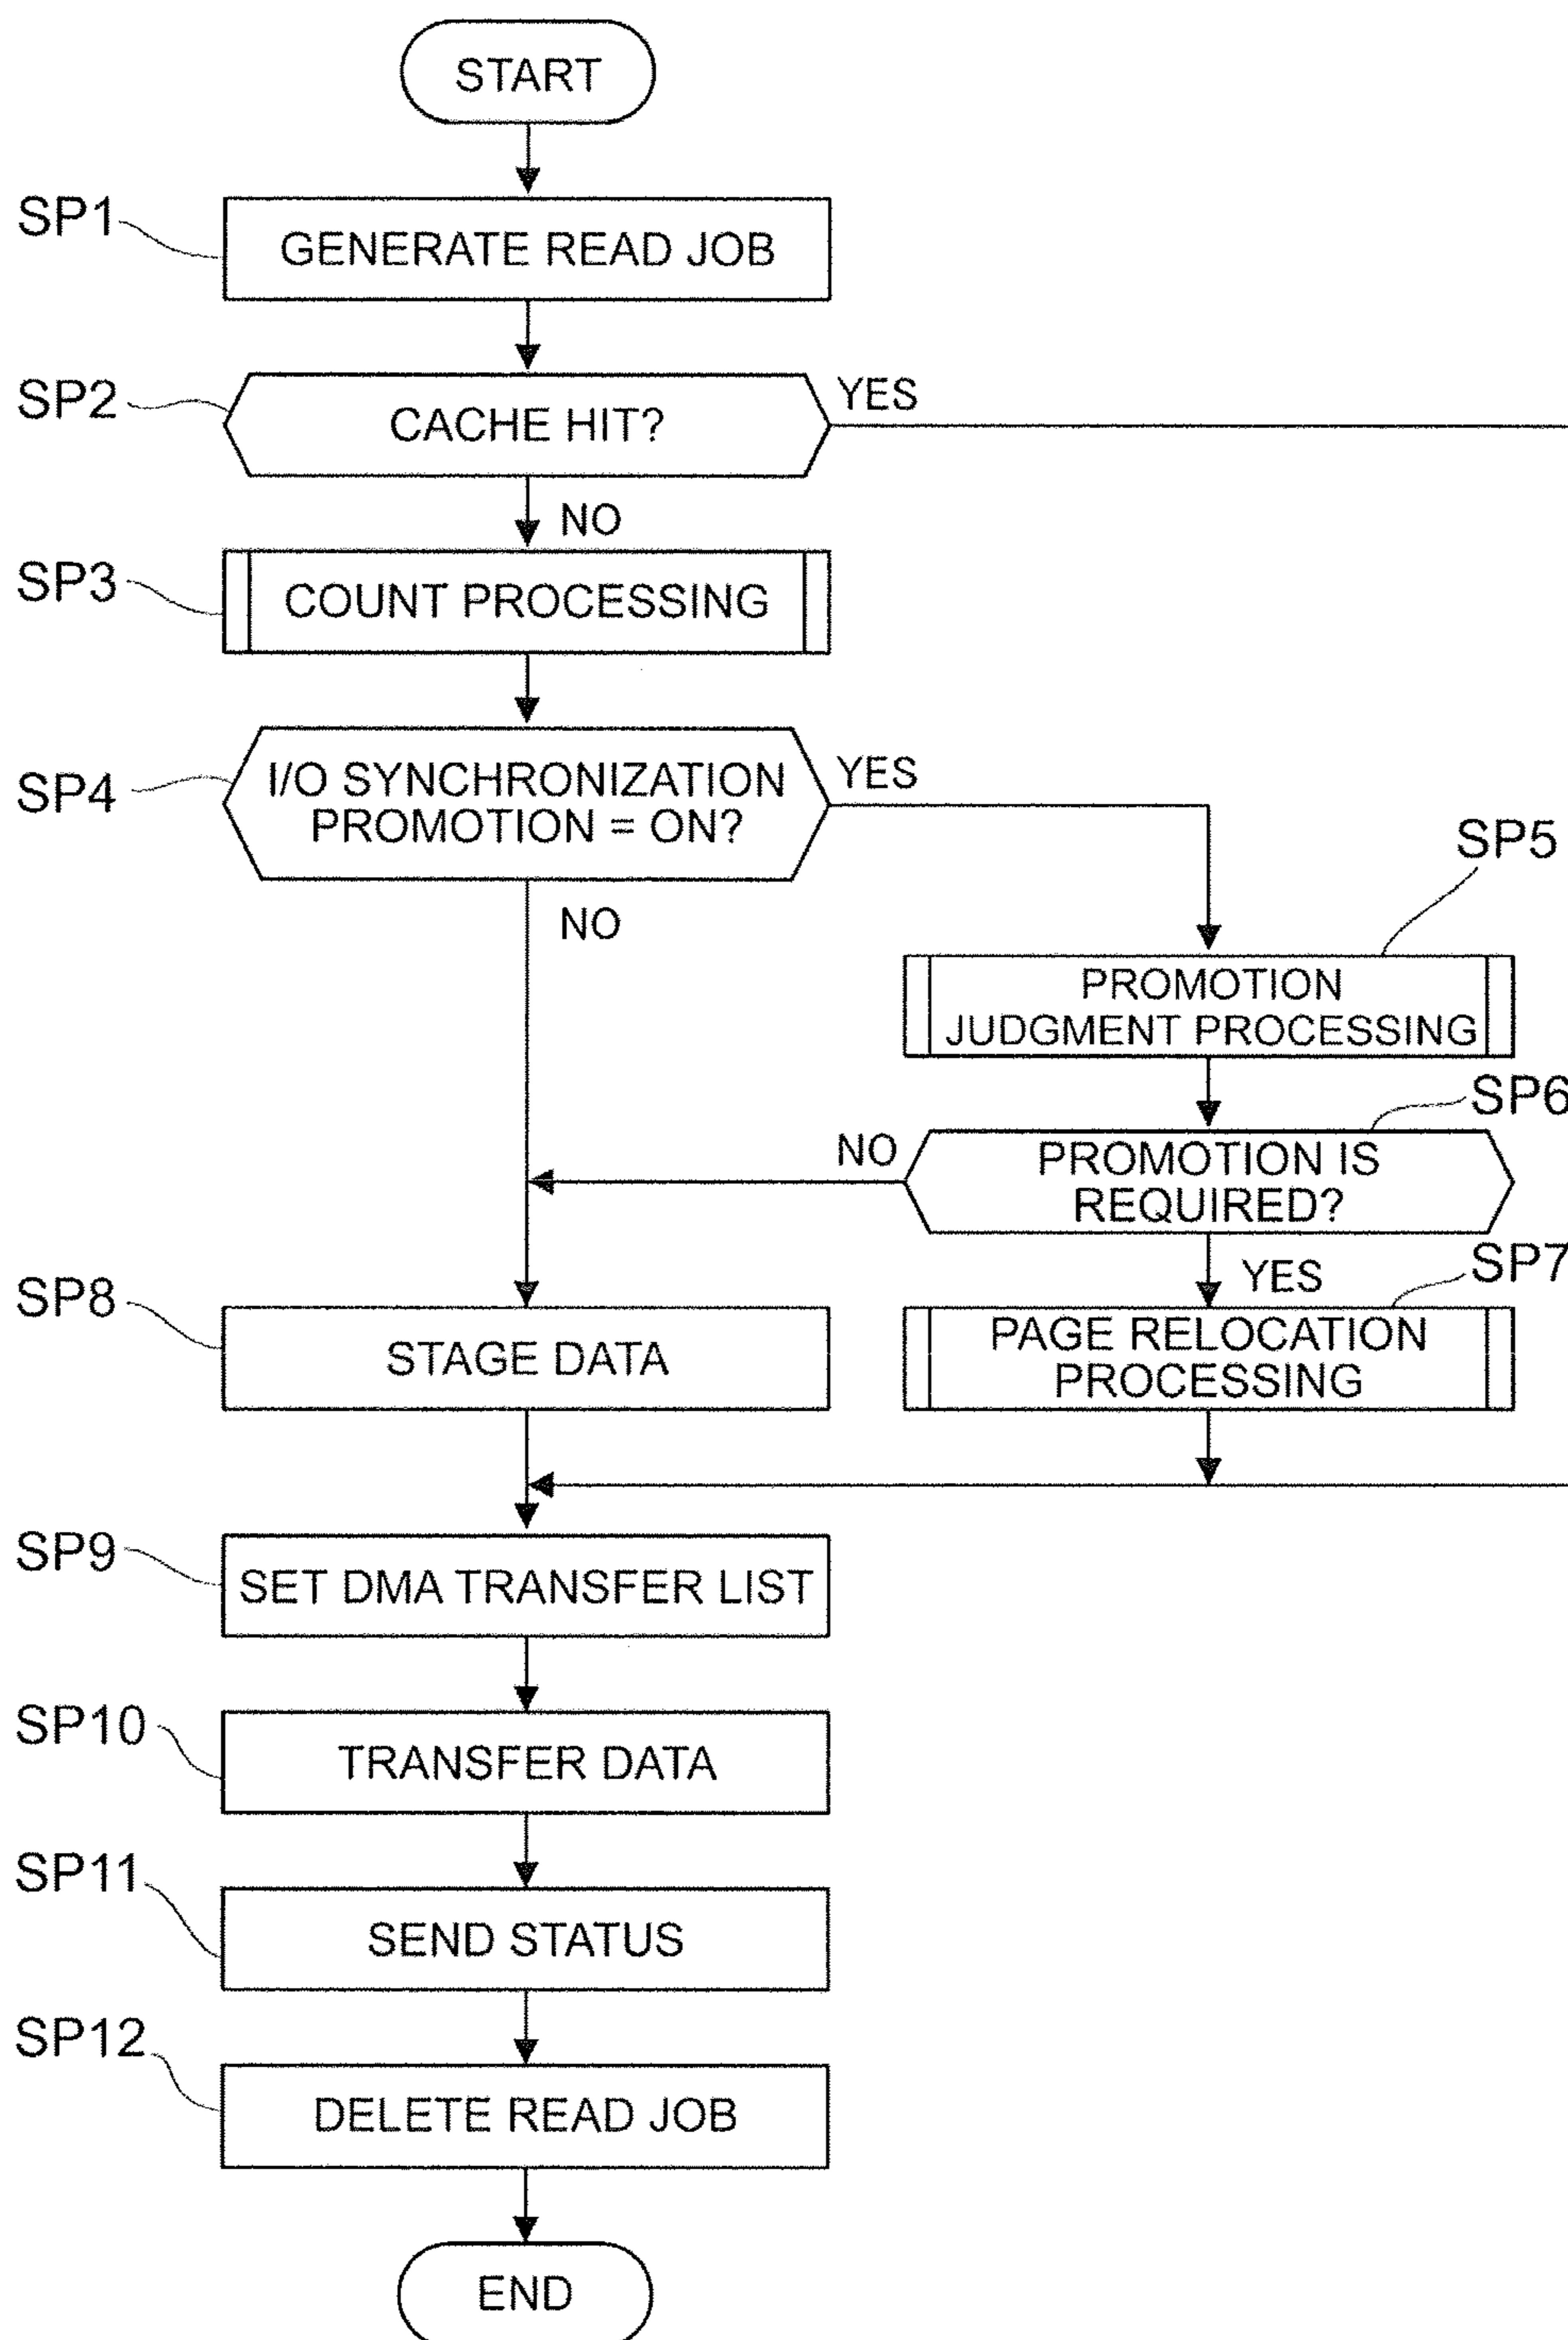 START
SP1
GENERATE READ JOB
SP2
CACHE HIT?
YES
NO
SP3
COUNT PROCESSING
SP4
I/O SYNCHRONIZATION
PROMOTION = ON?
YES
NO
SP5
PROMOTION
JUDGMENT PROCESSING
SP6
PROMOTION IS
REQUIRED?
NO
YES
SP7
PAGE RELOCATION
PROCESSING
SP8
STAGE DATA
SP9
SET DMA TRANSFER LIST
SP10
TRANSFER DATA
SP11
SEND STATUS
SP12
DELETE READ JOB
END